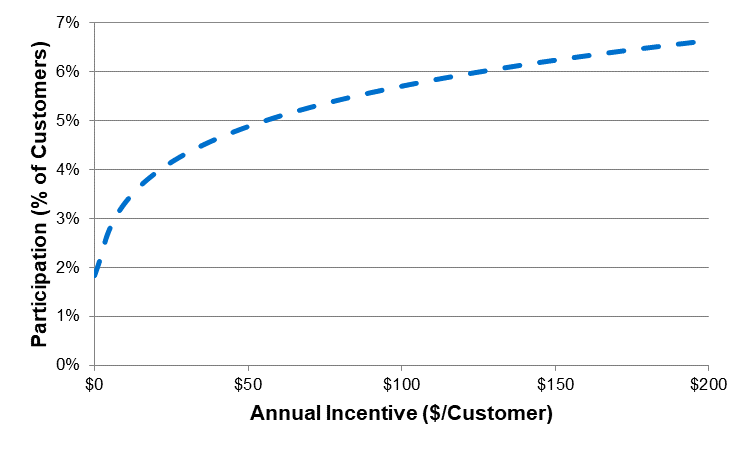 7%
6%
5%
4%
3%
2%
1%
0%
Participation (% of Customers)
$0 $50 $100 $150 $200
Annual Incentive ($/Customer)